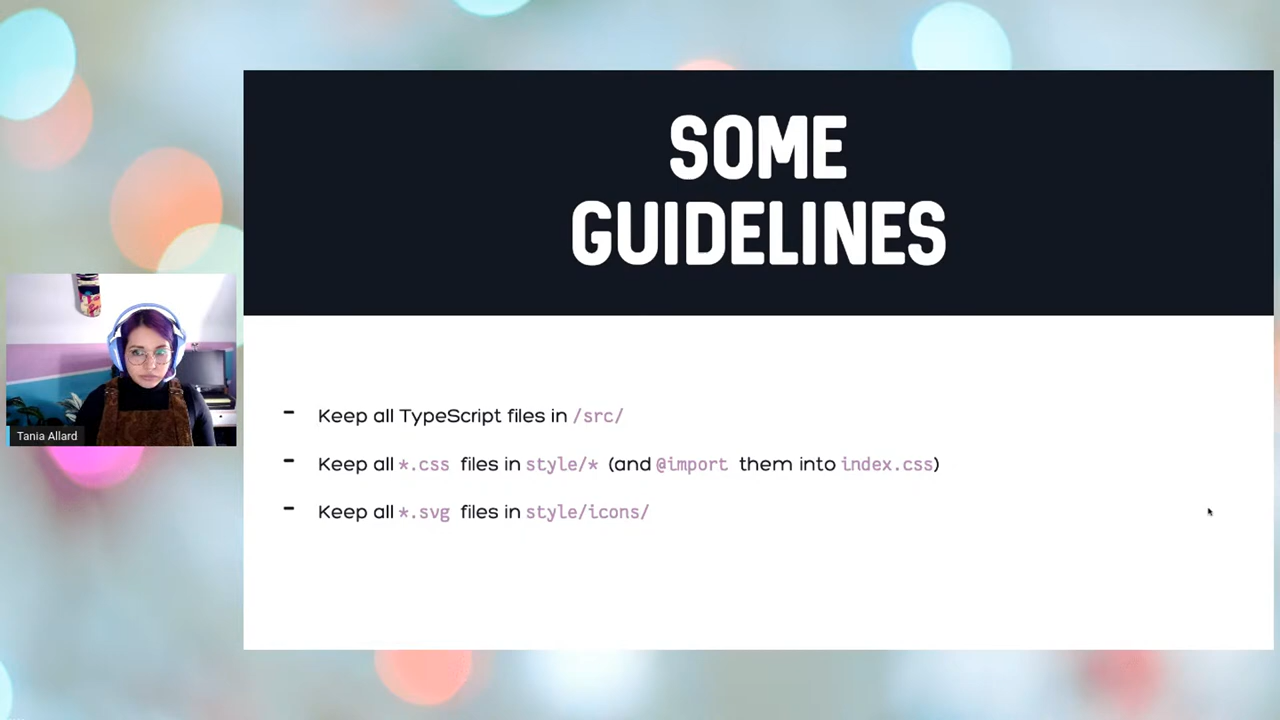 SOME
GUIDELINES
- Keep all TypeScript files in /src/
- Keep all *.css files in style/* (and @import them into index.css)
- Keep all *.svg files in style/icons/
Tania Allard